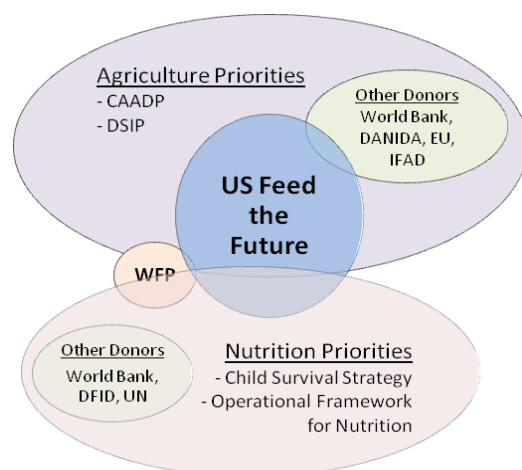 Agriculture Priorities
- CAADP
- DSIP
Other Donors
World Bank,
DANIDA, EU,
IFAD
US Feed
the
Future
WFP
Other Donors
World Bank,
DFID, UN
Nutrition Priorities
- Child Survival Strategy
- Operational Framework
for Nutrition